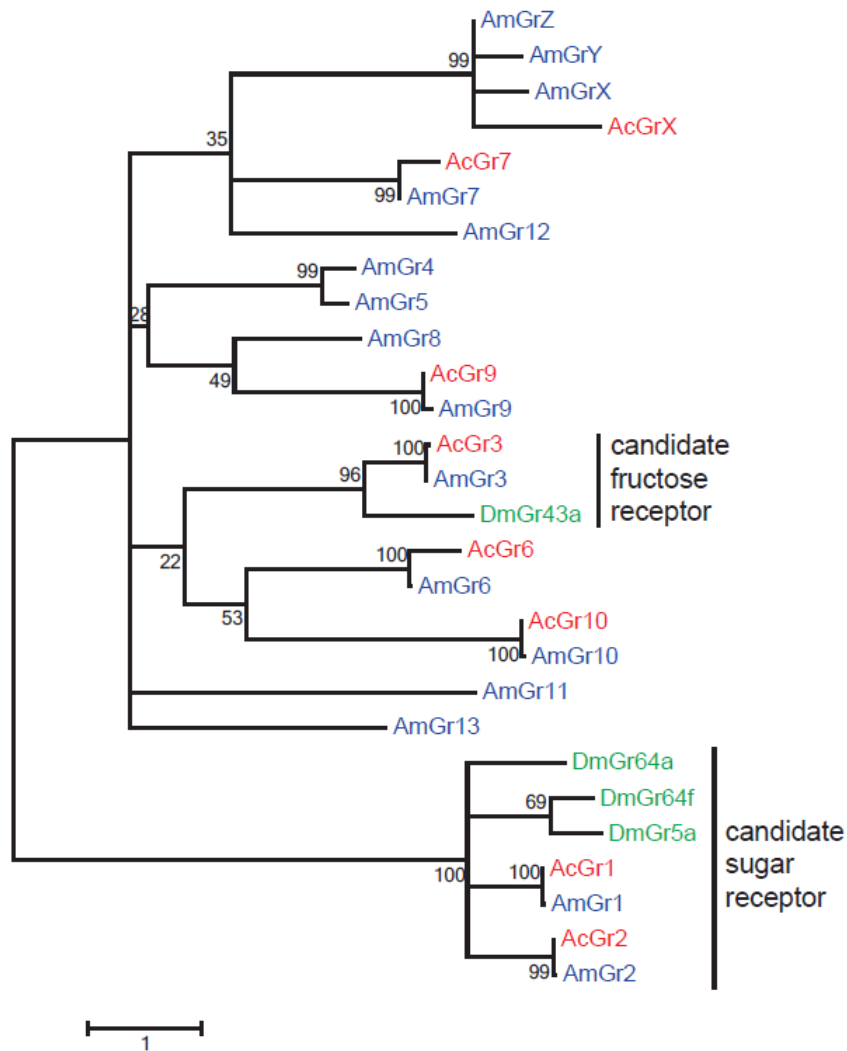 AmGrZ
99
AmGrY
AmGrX
AcGrX
35
AcGr7
99
AmGr7
AmGr12
99
AmGr4
28
AmGr5
AmGr8
49
AcGr9
100
AmGr9
100
AcGr3
candidate
96
AmGr3
fructose
DmGr43a
receptor
100
AcGr6
22
AmGr6
53
AcGr10
100
AmGr10
AmGr11
AmGr13
DmGr64a
69
DmGr64f
DmGr5a
candidate
sugar
receptor
100
100
AcGr1
AmGr1
AcGr2
99
AmGr2
1